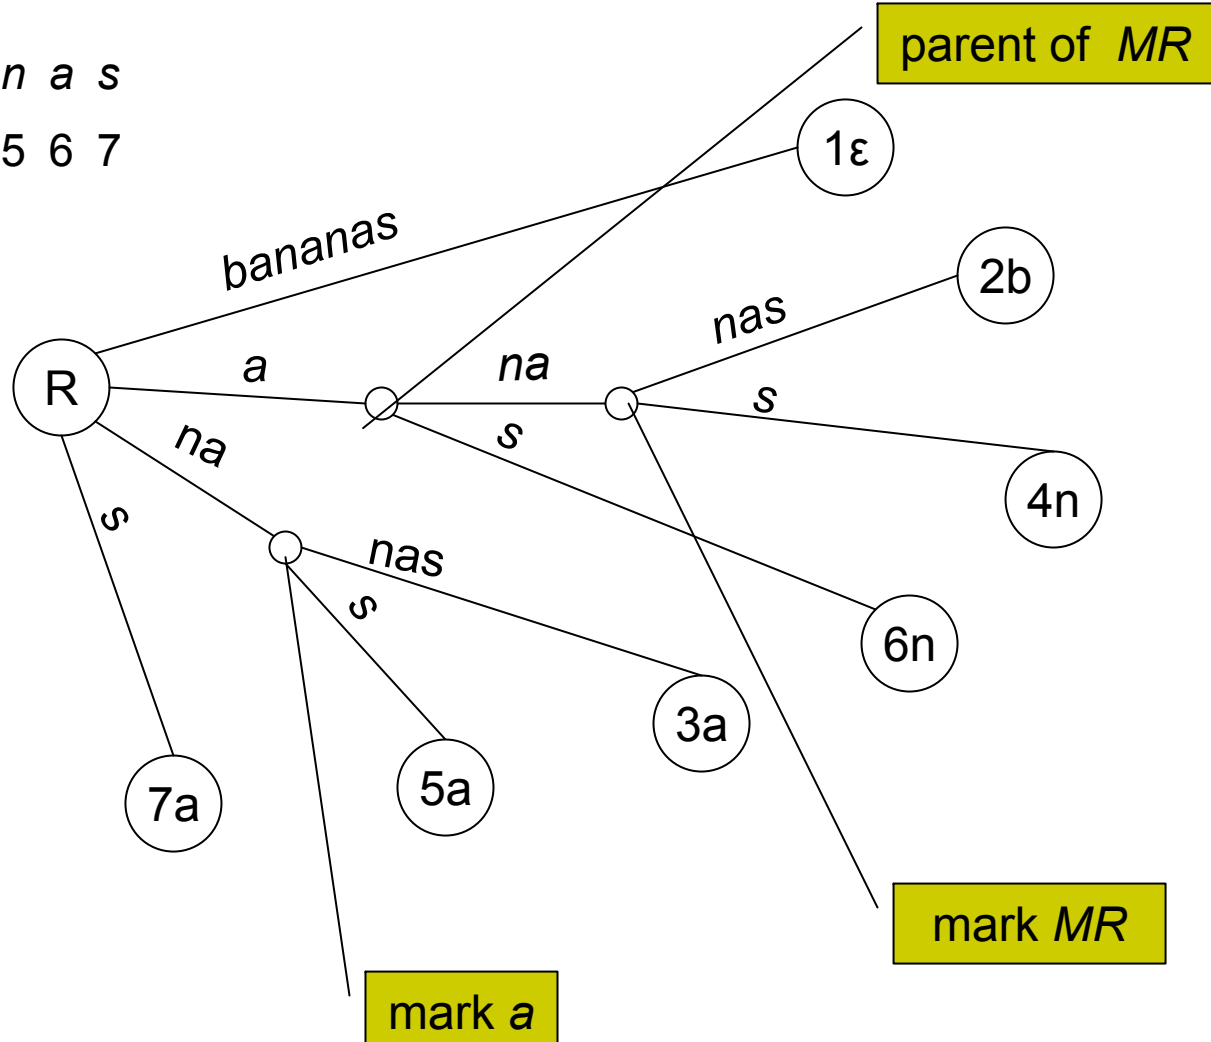 parent of MR
n a s
5 6 7
1ε
bananas
2b
nas
a
na
R
s
na
s
4n
s
nas
s
6n
3a
5a
7a
mark MR
mark a